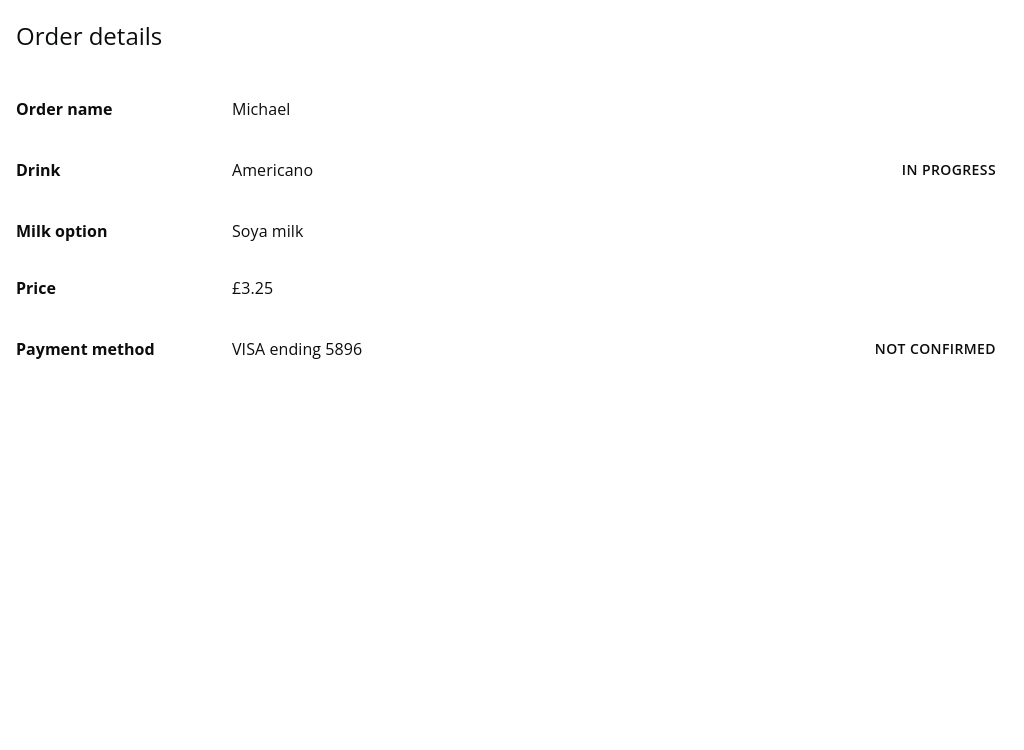 Order details
Order name Michael
Drink Americano IN PROGRESS
Milk option Soya milk
Price £3.25
Payment method VISA ending 5896 NOT CONFIRMED